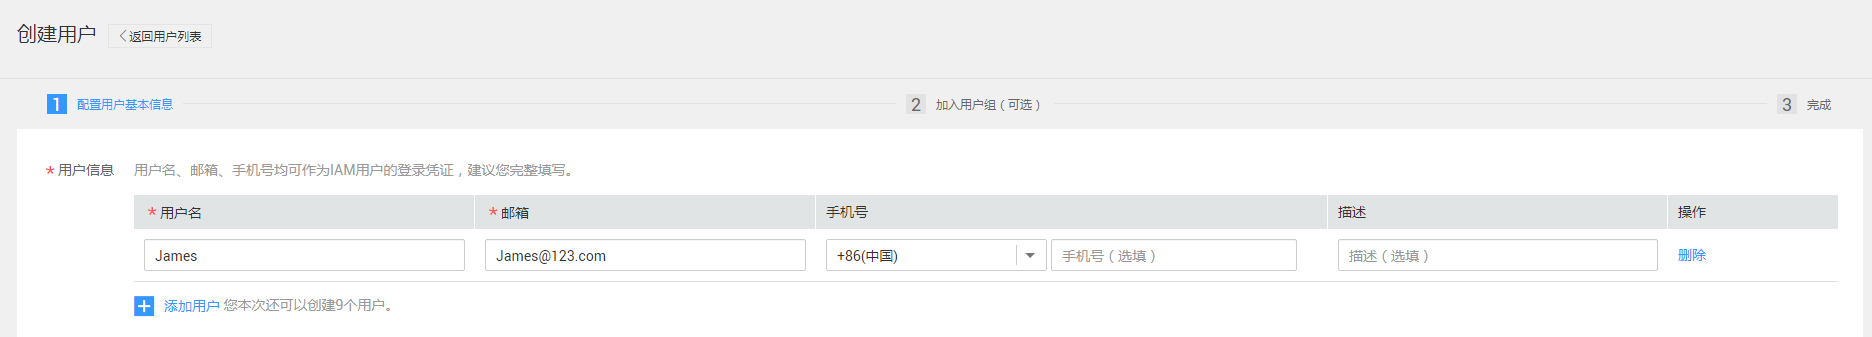 创建用户 <返回用户列表
1 配置用户基本信息 2 加入用户组（可选） 3 完成
* 用户信息 用户名、邮箱、手机号均可作为IAM用户的登录凭证，建议您完整填写。
* 用户名 * 邮箱 手机号 描述 操作
James James@123.com +86(中国) 手机号（选填） 描述（选填） 删除
+ 添加用户 您本次还可以创建9个用户。